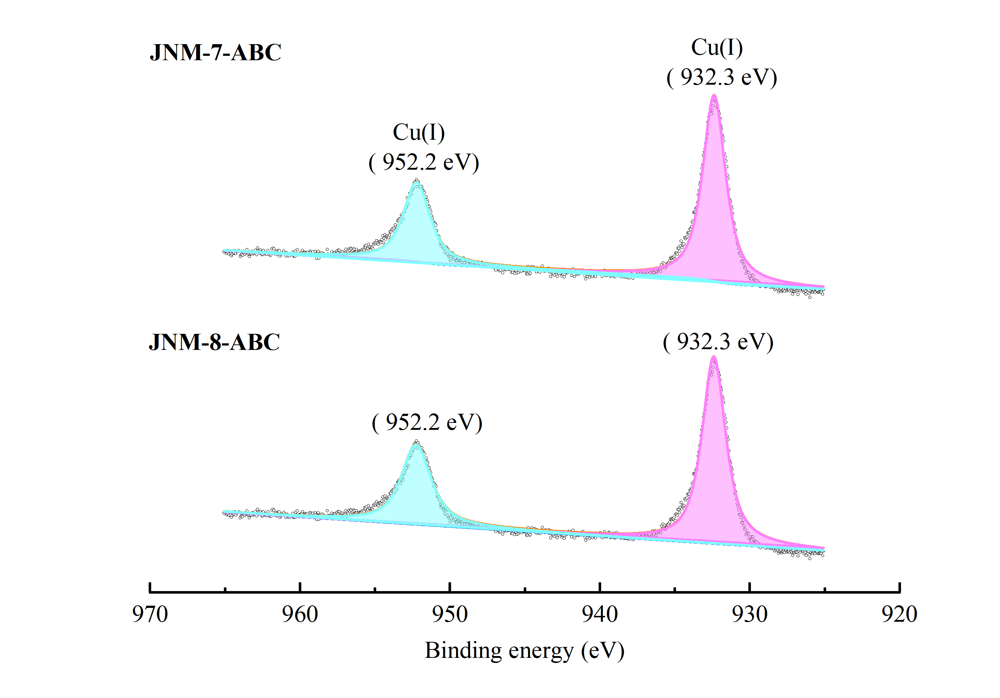 JNM-7-ABC
Cu(I)
( 932.3 eV)
Cu(I)
( 952.2 eV)
JNM-8-ABC
( 932.3 eV)
( 952.2 eV)
970 960 950 940 930 920
Binding energy (eV)